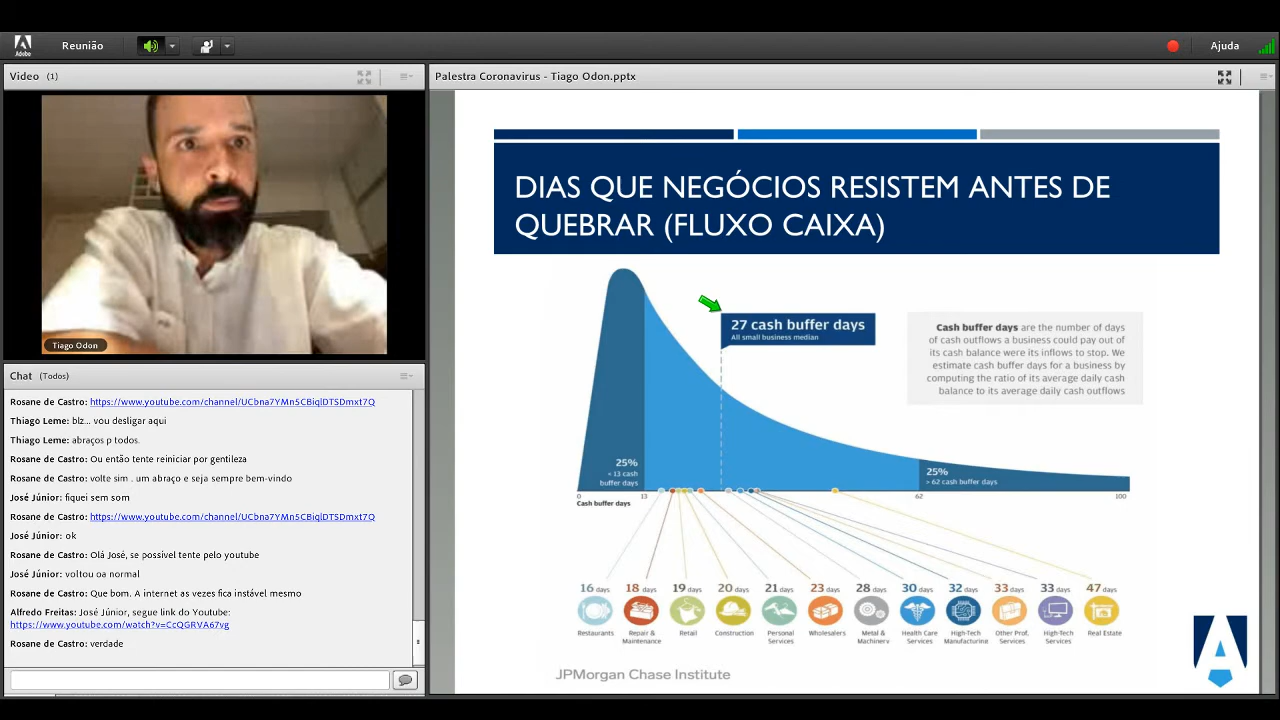 Adobe
Reunião
Ajuda
Video (1)
Tiago Odon
Chat (Todos)
Rosane de Castro: https://www.youtube.com/channel/UCbna7YMn5CBiqlDTSDmxt7Q
Thiago Leme: blz... vou desligar aqui
Thiago Leme: abraços p todos.
Rosane de Castro: Ou então tente reiniciar por gentileza
Rosane de Castro: volte sim . um abraço e seja sempre bem-vindo
José Júnior: fiquei sem som
Rosane de Castro: https://www.youtube.com/channel/UCbna7YMn5CBiqlDTSDmxt7Q
José Júnior: ok
Rosane de Castro: Olá José, se possível tente pelo youtube
José Júnior: voltou oa normal
Rosane de Castro: Que bom. A internet as vezes fica instável mesmo
Alfredo Freitas: José Júnior, segue link do Youtube:
https://www.youtube.com/watch?v=CcQGRVA67vg
Rosane de Castro: verdade
Palestra Coronavirus - Tiago Odon.pptx
DIAS QUE NEGÓCIOS RESISTEM ANTES DE
QUEBRAR (FLUXO CAIXA)
27 cash buffer days
All small business median
Cash buffer days are the number of days
of cash outflows a business could pay out of
its cash balance were its inflows to stop. We
estimate cash buffer days for a business by
computing the ratio of its average daily cash
balance to its average daily cash outflows
25%
< 13 cash
buffer days
25%
> 62 cash buffer days
0 13 62 100
Cash buffer days
16 days 18 days 19 days 20 days 21 days 23 days 28 days 30 days 32 days 33 days 33 days 47 days
Restaurants Repair & Retail Construction Personal Wholesalers Metal & Health Care High-Tech Other Prof. High-Tech Real Estate
Maintenance Services Machinery Services Manufacturing Services Services
JPMorgan Chase Institute